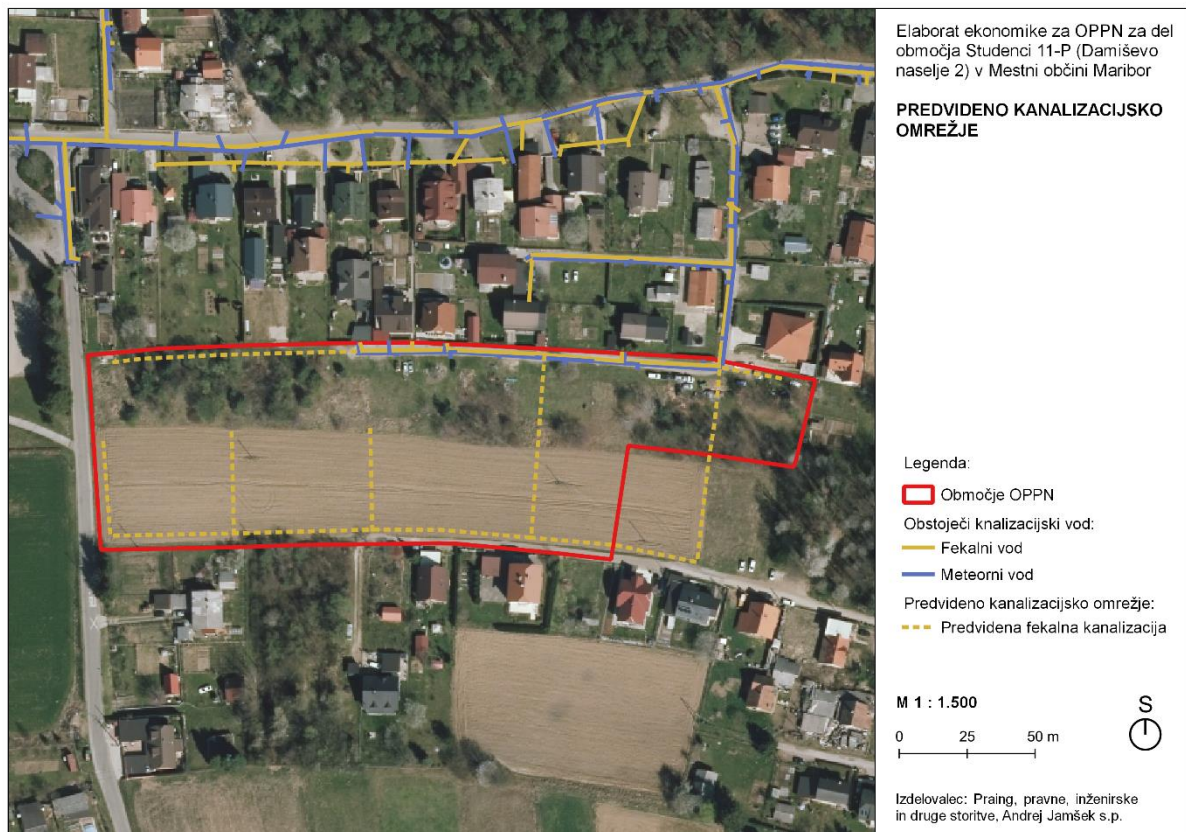 Elaborat ekonomike za OPPN za del
območja Studenci 11-P (Damiševo
naselje 2) v Mestni občini Maribor
PREDVIDENO KANALIZACIJSKO
OMREŽJE
Legenda:
Območje OPPN
Obstoječi knalizacijski vod:
Fekalni vod
Meteorni vod
Predvideno kanalizacijsko omrežje:
Predvidena fekalna kanalizacija
M 1 : 1.500
S
0 25 50 m
Izdelovalec: Praing, pravne, inženirske
in druge storitve, Andrej Jamšek s.p.